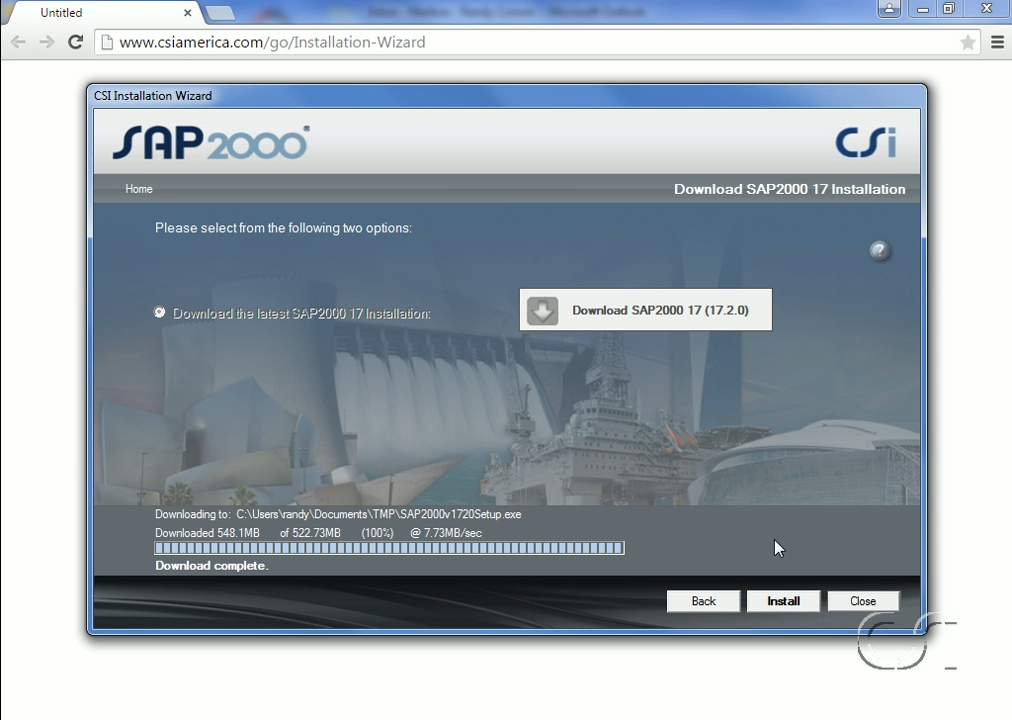 Untitled
www.csiamerica.com/go/Installation-Wizard
CSI Installation Wizard
SAP2000®
CSi
Home
Download SAP2000 17 Installation
Please select from the following two options:
?
Download the latest SAP2000 17 Installation:
Download SAP2000 17 (17.2.0)
Downloading to: C:\Users\randy\Documents\TMP\SAP2000v1720Setup.exe
Downloaded 548.1MB of 522.73MB (100%) @ 7.73MB/sec
Download complete.
Back
Install
Close